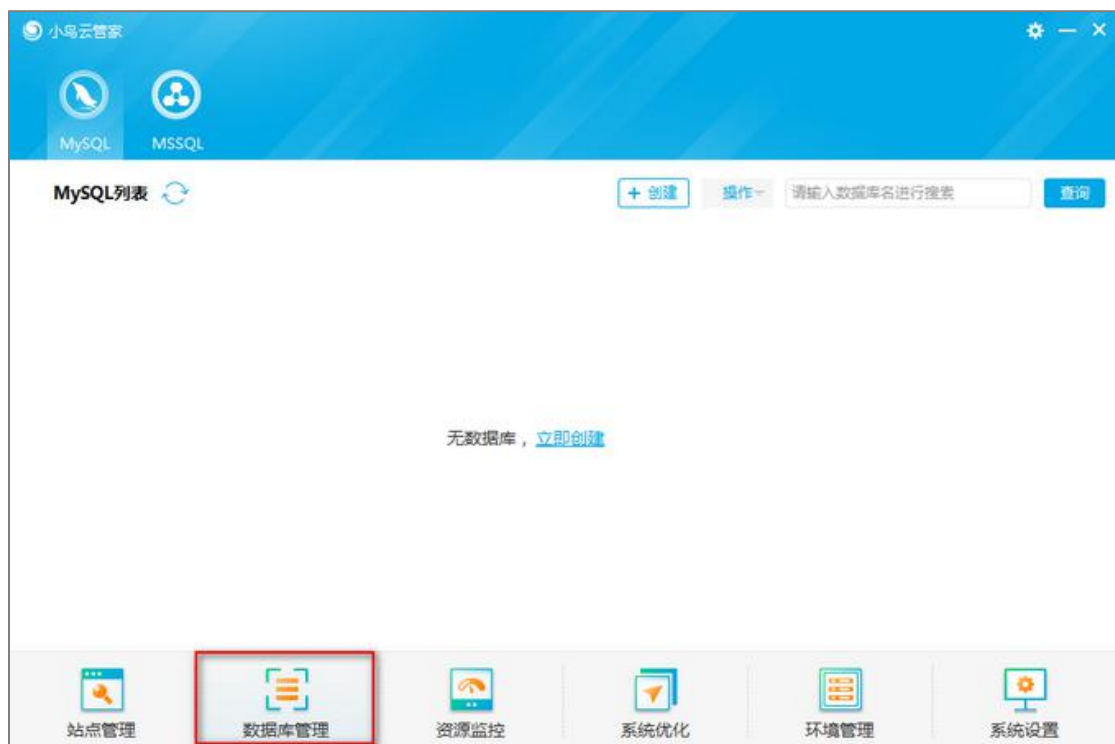 小鸟云管家
MySQL MSSQL
MySQL列表 + 创建 操作 请输入数据库名进行搜索 查询
无数据库，立即创建
站点管理 数据库管理 资源监控 系统优化 环境管理 系统设置